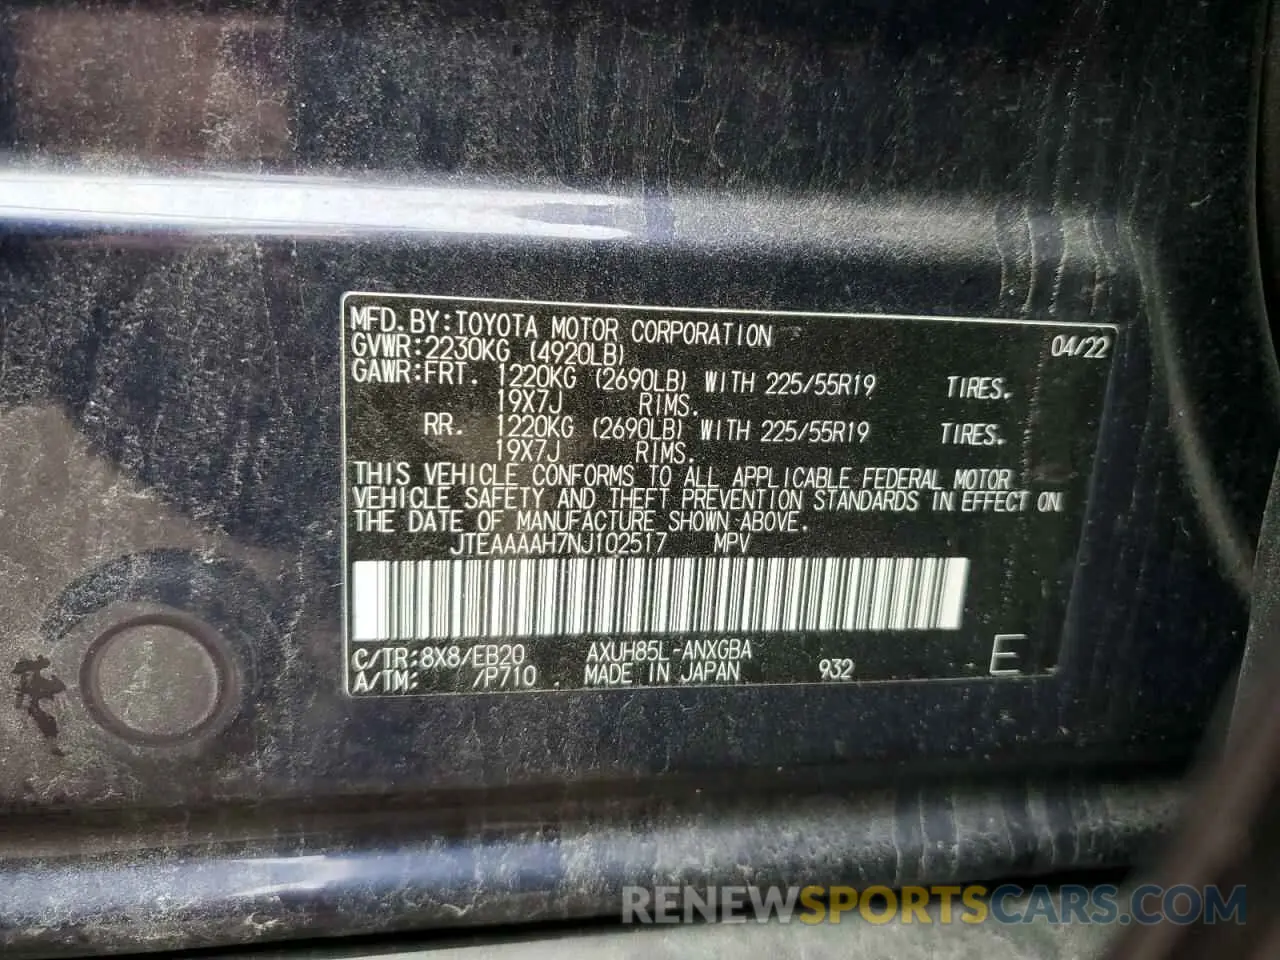 MFD.BY:TOYOTA MOTOR CORPORATION 04/22
GVWR:2230KG (4920LB)
GAWR:FRT. 1220KG (2690LB) WITH 225/55R19 TIRES.
19X7J RIMS.
RR. 1220KG (2690LB) WITH 225/55R19 TIRES.
19X7J RIMS.
THIS VEHICLE CONFORMS TO ALL APPLICABLE FEDERAL MOTOR
VEHICLE SAFETY AND THEFT PREVENTION STANDARDS IN EFFECT ON
THE DATE OF MANUFACTURE SHOWN ABOVE.
JTEAAAAH7NJ102517 MPV
C/TR:8X8/EB20 AXUH85L-ANXGBA
A/TM: /P710 MADE IN JAPAN 932 E
RENEWSPORTSCARS.COM